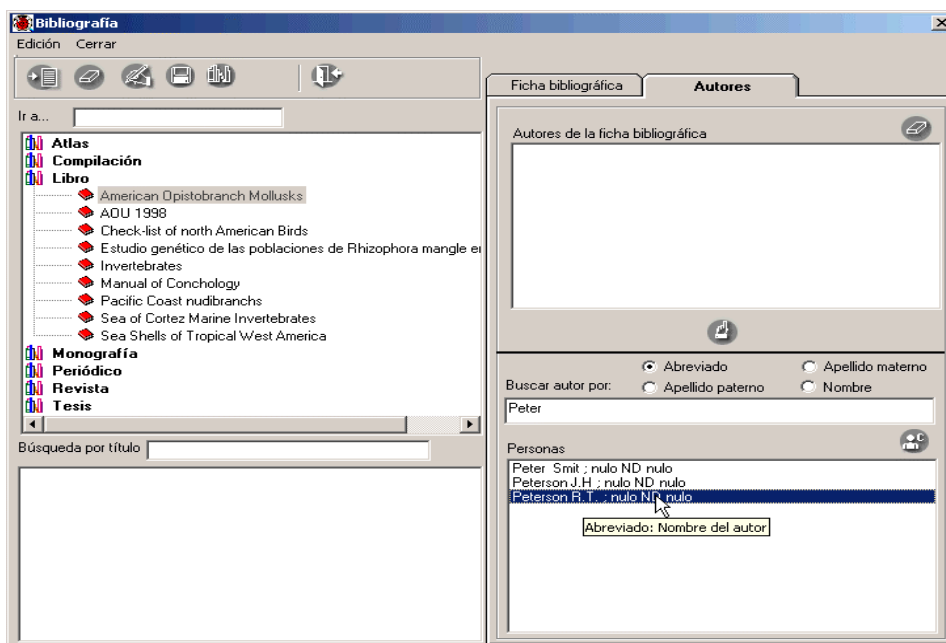 Bibliografía
Edición Cerrar
Ir a...
Atlas
Compilación
Libro
American Opistobranch Mollusks
AOU 1998
Check-list of north American Birds
Estudio genético de las poblaciones de Rhizophora mangle en
Invertebrates
Manual of Conchology
Pacific Coast nudibranchs
Sea of Cortez Marine Invertebrates
Sea Shells of Tropical West America
Monografía
Periódico
Revista
Tesis
Búsqueda por título
Ficha bibliográfica
Autores
Autores de la ficha bibliográfica
Abreviado Apellido materno
Buscar autor por: Apellido paterno Nombre
Peter
Personas
Peter Smit ; nulo ND nulo
Peterson J.H ; nulo ND nulo
Peterson R.T. ; nulo ND nulo
Abreviado: Nombre del autor